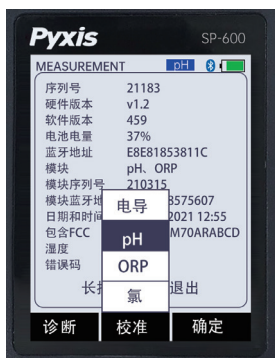 Pyxis SP-600
MEASUREMENT pH
序列号 21183
硬件版本 v1.2
软件版本 459
电池电量 37%
蓝牙地址 E8E81853811C
模块 pH、ORP
模块序列号 210315
模块蓝牙地 3575607
日期和时间 2021 12:55
包含FCC M70ARABCD
湿度
错误码
长 退出
电导
pH
ORP
氯
诊断 校准 确定